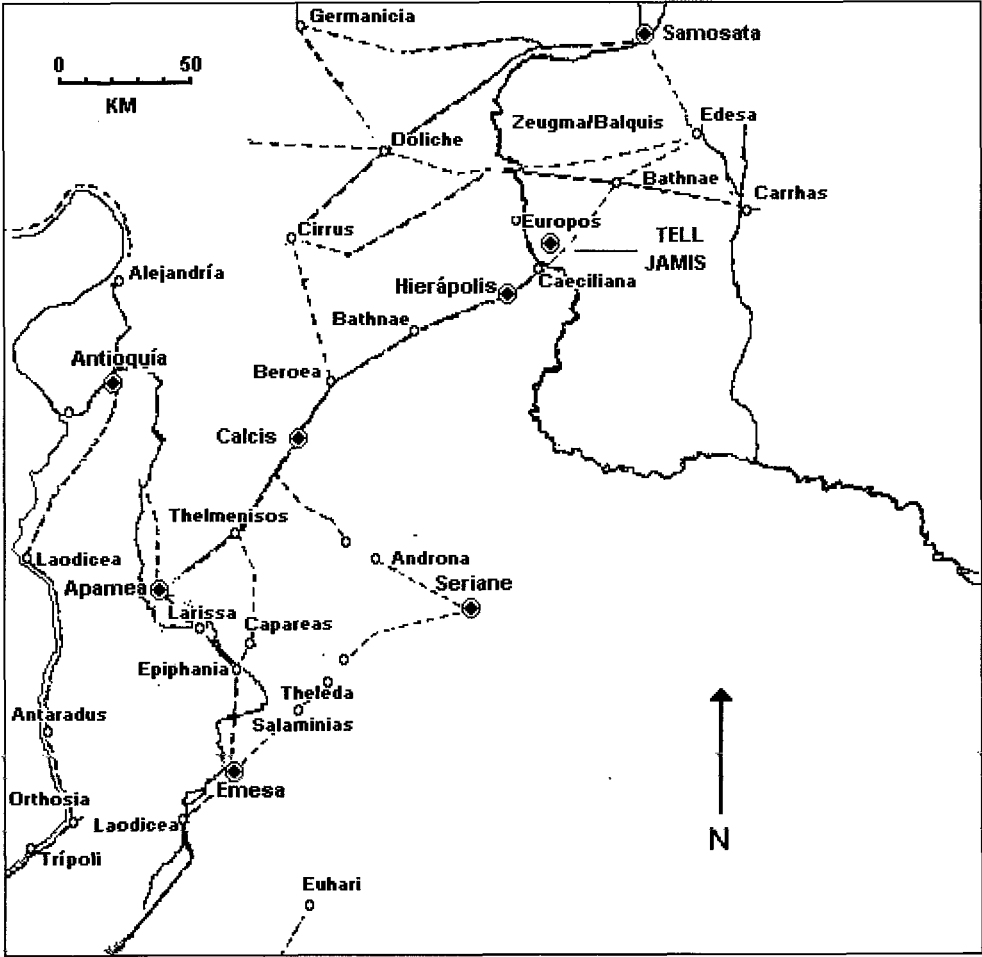 Germanicia
Samosata
0 50
KM
Edesa
Zeugma/Balquis
Dóliche
Bathnae
Carrhas
Europos
Cirrus
TELL
JAMIS
Alejandría
Caeciliana
Hierápolis
Bathnae
Antioquía
Beroea
Calcis
Thelmenisos
Androna
Laodicea
Seriane
Apamea
Larissa
Capareas
Epiphania
Theleda
Antaradus
Salaminias
Emesa
Orthosia
Laodicea
N
Trípoli
Euhari